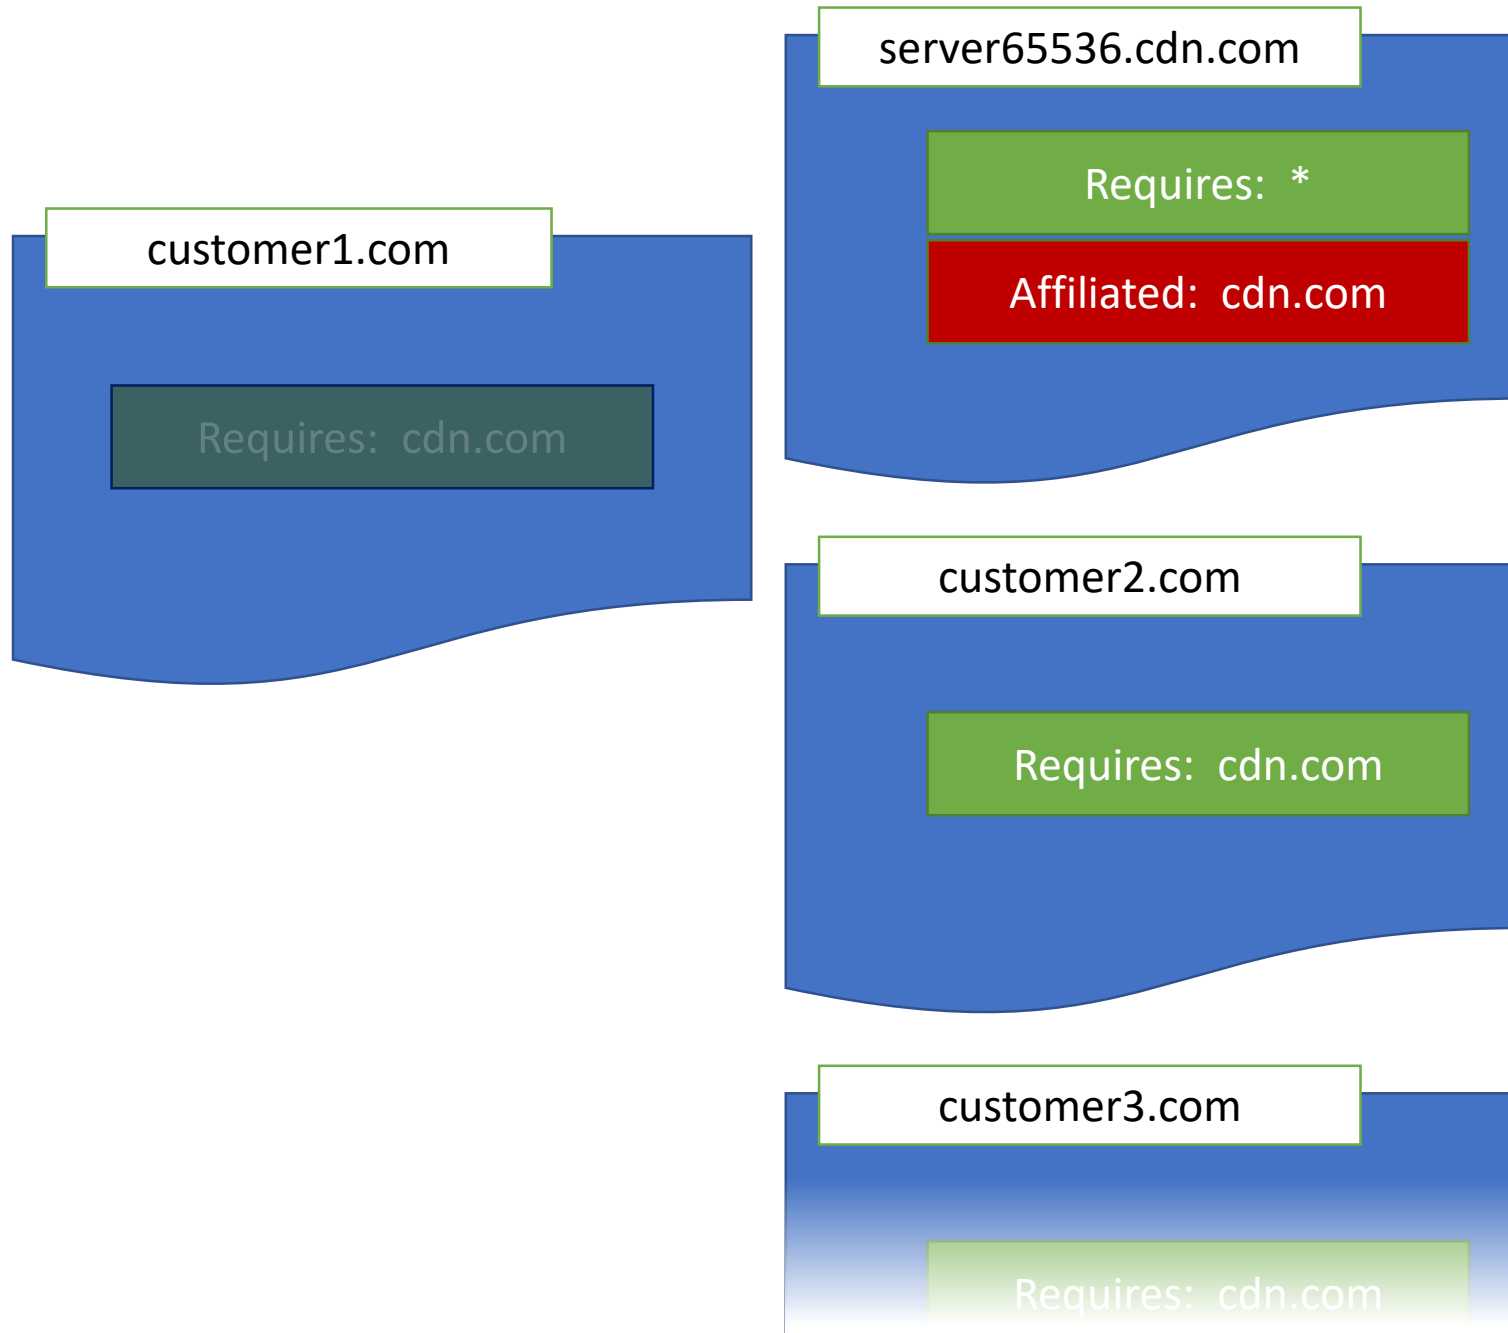 customer1.com
Requires: cdn.com
server65536.cdn.com
Requires: *
Affiliated: cdn.com
customer2.com
Requires: cdn.com
customer3.com
Requires: cdn.com